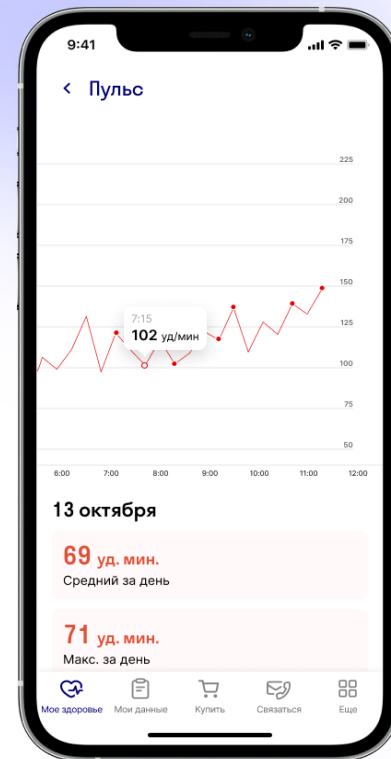 9:41
Пульс
225
200
175
150
125
100
75
50
7:15
102 уд/мин
6:00 7:00 8:00 9:00 10:00 11:00 12:00
13 октября
69 уд. мин.
Средний за день
71 уд. мин.
Макс. за день
Мое здоровье Мои данные Купить Связаться Еще